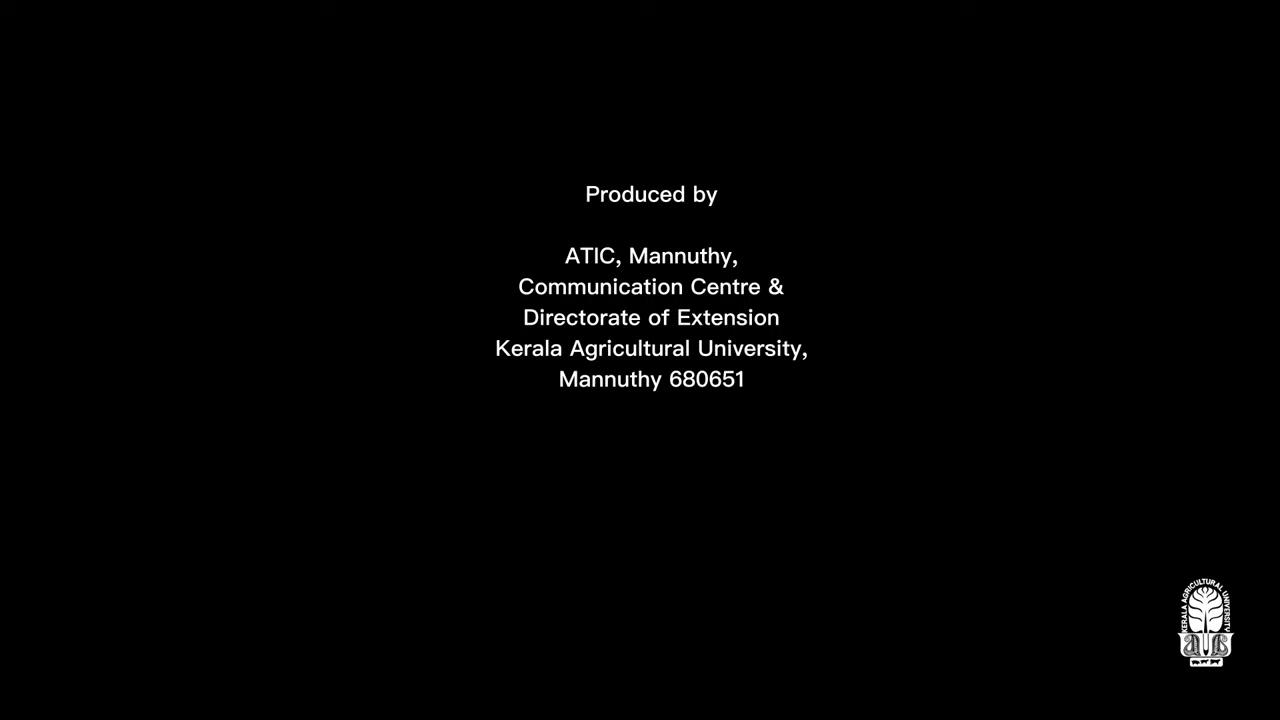 Produced by
ATIC, Mannuthy,
Communication Centre &
Directorate of Extension
Kerala Agricultural University,
Mannuthy 680651
KERALA AGRICULTURAL UNIVERSITY